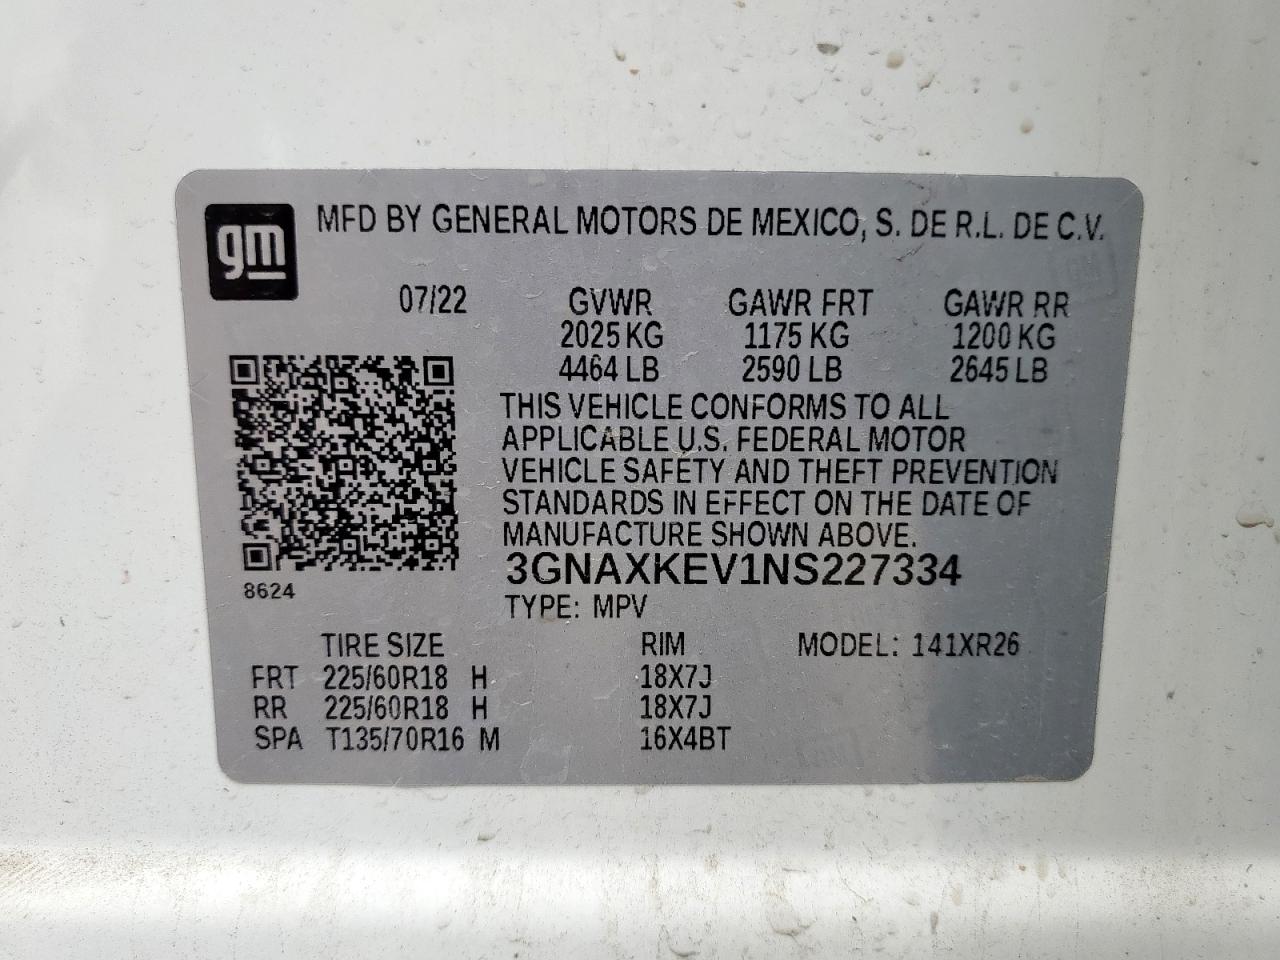 gm
MFD BY GENERAL MOTORS DE MEXICO, S. DE R.L. DE C.V.
07/22 GVWR GAWR FRT GAWR RR
2025 KG 1175 KG 1200 KG
4464 LB 2590 LB 2645 LB
THIS VEHICLE CONFORMS TO ALL
APPLICABLE U.S. FEDERAL MOTOR
VEHICLE SAFETY AND THEFT PREVENTION
STANDARDS IN EFFECT ON THE DATE OF
MANUFACTURE SHOWN ABOVE.
3GNAXKEV1NS227334
8624
TYPE: MPV
TIRE SIZE RIM MODEL: 141XR26
FRT 225/60R18 H 18X7J
RR 225/60R18 H 18X7J
SPA T135/70R16 M 16X4BT